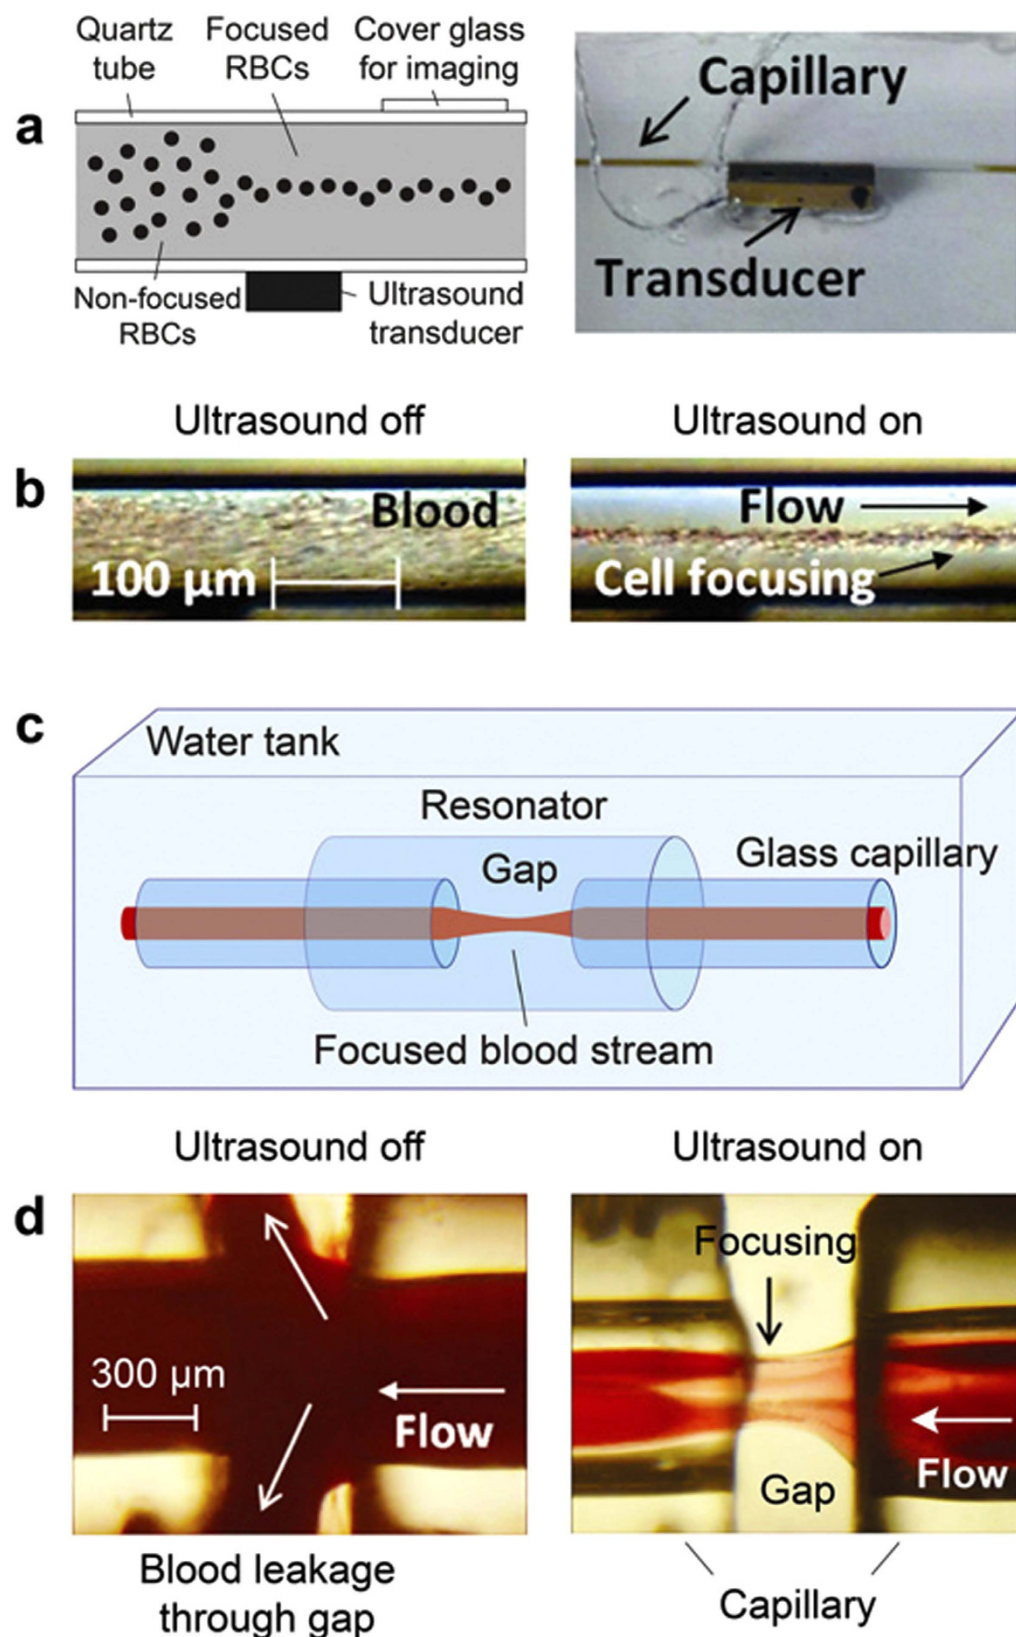 Quartz
tube
Focused
RBCs
Cover glass
for imaging
a
Non-focused
RBCs
Ultrasound
transducer
Capillary
Transducer
Ultrasound off
Ultrasound on
b
Blood
100 µm
Flow
Cell focusing
c
Water tank
Resonator
Gap
Glass capillary
Focused blood stream
Ultrasound off
Ultrasound on
d
300 µm
Flow
Blood leakage
through gap
Focusing
Gap
Flow
Capillary